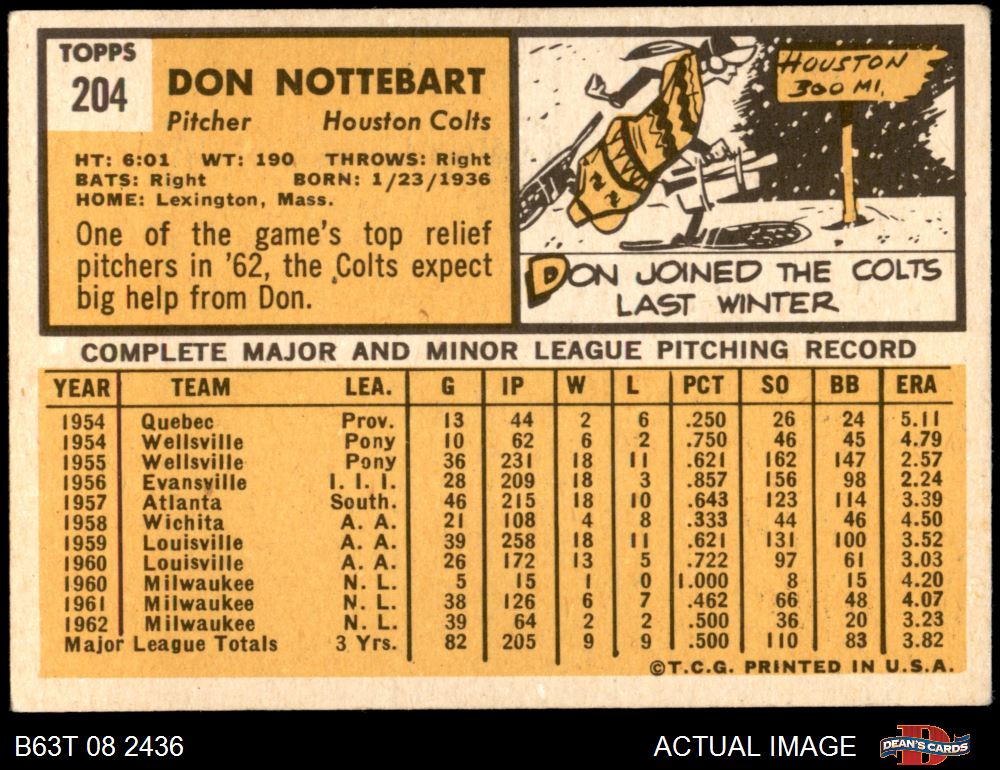 TOPPS
204
DON NOTTEBART
Pitcher Houston Colts
HT: 6:01 WT: 190 THROWS: Right
BATS: Right BORN: 1/23/1936
HOME: Lexington, Mass.
One of the game's top relief
pitchers in '62, the Colts expect
big help from Don.
HOUSTON
300 MI.
DON JOINED THE COLTS
LAST WINTER
COMPLETE MAJOR AND MINOR LEAGUE PITCHING RECORD
YEAR TEAM LEA. G IP W L PCT SO BB ERA
1954 Quebec Prov. 13 44 2 6 .250 26 24 5.11
1954 Wellsville Pony 10 62 6 2 .750 46 45 4.79
1955 Wellsville Pony 36 231 18 11 .621 162 147 2.57
1956 Evansville I. I. I. 28 209 18 3 .857 156 98 2.24
1957 Atlanta South. 46 215 18 10 .643 123 114 3.39
1958 Wichita A. A. 21 108 4 8 .333 44 46 4.50
1959 Louisville A. A. 39 258 18 11 .621 131 100 3.52
1960 Louisville A. A. 26 172 13 5 .722 97 61 3.03
1960 Milwaukee N. L. 5 15 1 0 1.000 8 15 4.20
1961 Milwaukee N. L. 38 126 6 7 .462 66 48 4.07
1962 Milwaukee N. L. 39 64 2 2 .500 36 20 3.23
Major League Totals 3 Yrs. 82 205 9 9 .500 110 83 3.82
©T.C.G. PRINTED IN U.S.A.
B63T 08 2436
ACTUAL IMAGE
D
DEAN'S CARDS